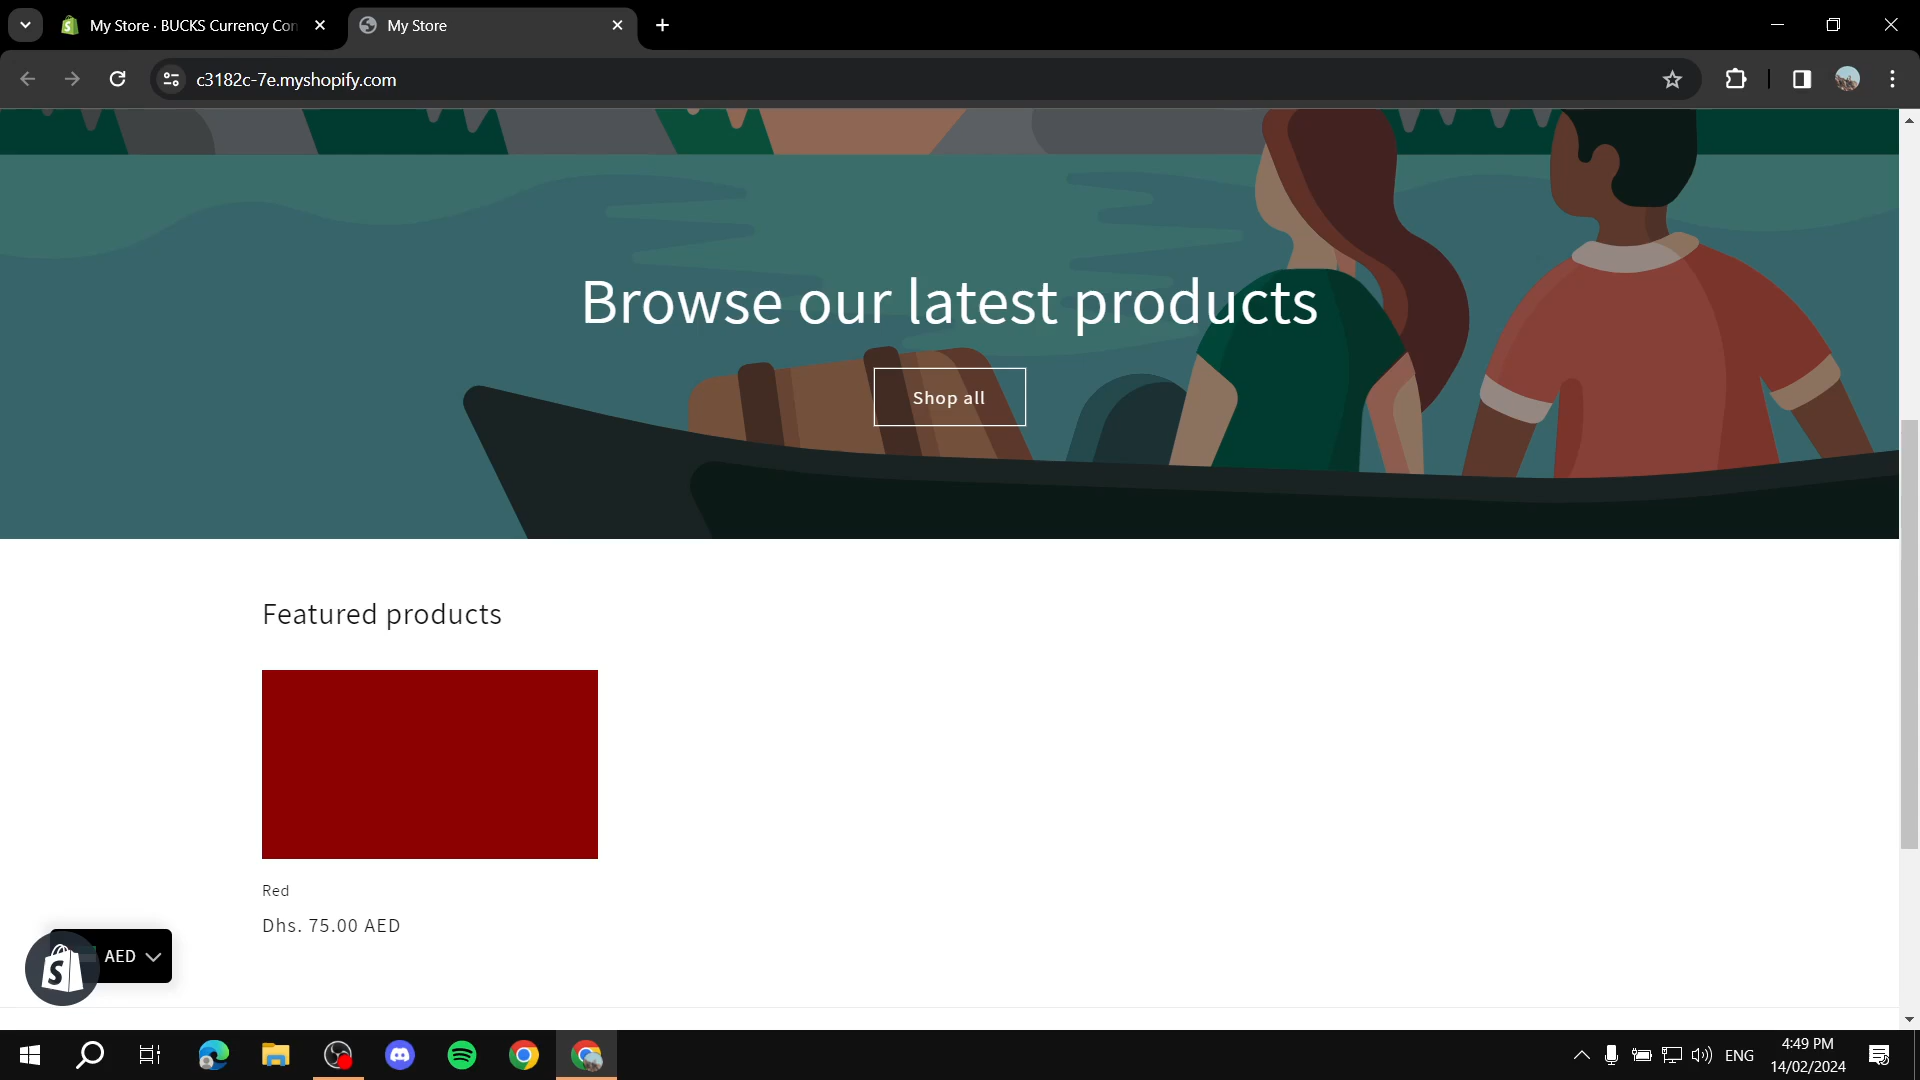 My Store · BUCKS Currency Con
My Store
c3182c-7e.myshopify.com
Browse our latest products
Shop all
Featured products
Red
Dhs. 75.00 AED
AED
ENG
4:49 PM
14/02/2024